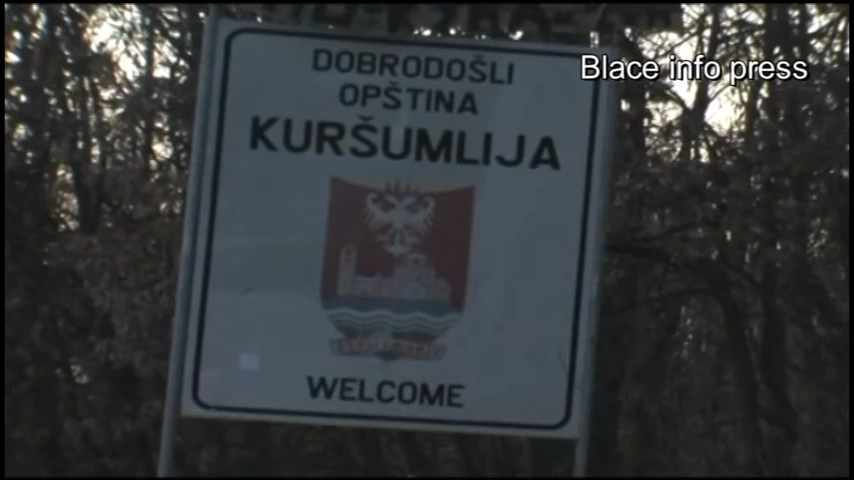 DOBRODOŠLI
OPŠTINA
KURŠUMLIJA
WELCOME
Blace info press